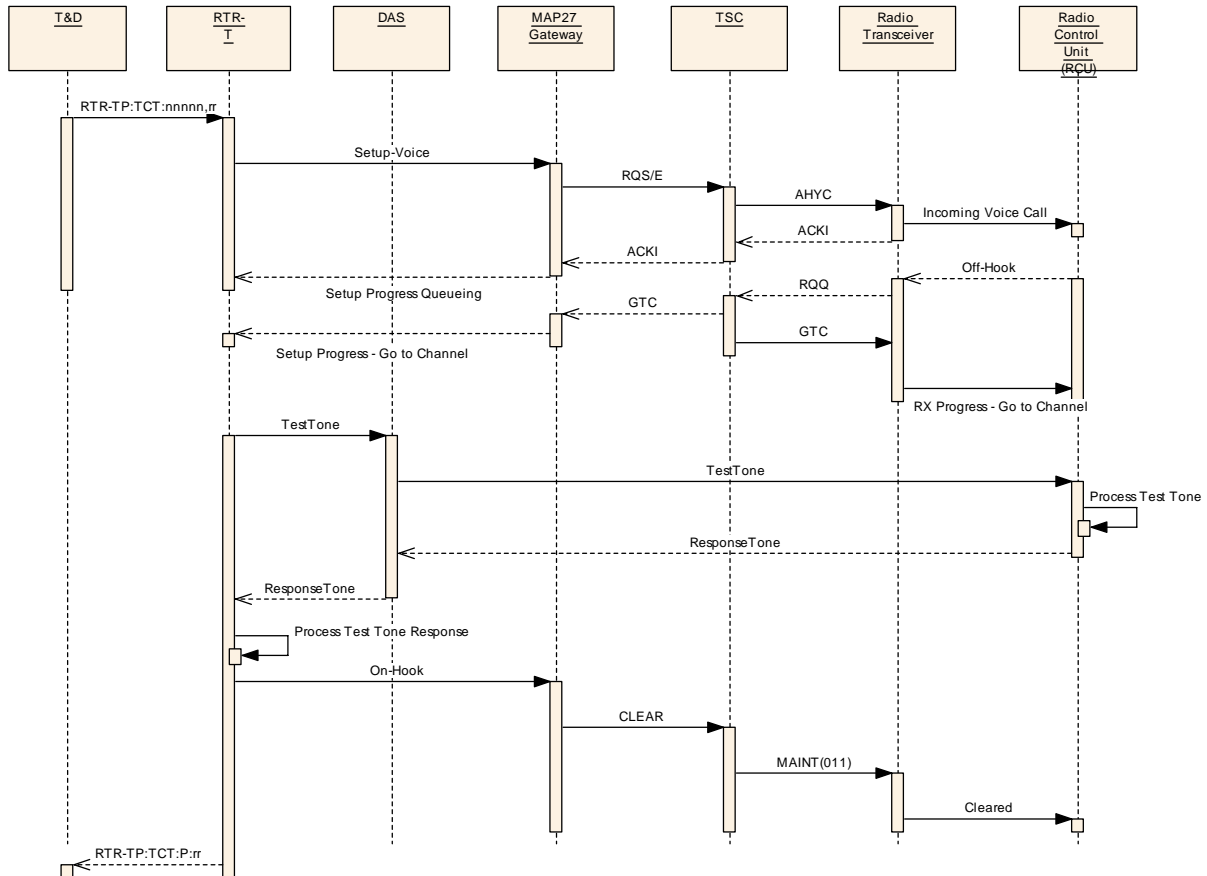 T&D
RTR-
T
DAS
MAP27
Gateway
TSC
Radio
Transceiver
Radio
Control
Unit
(RCU)
RTR-TP:TCT:nnnnn,rr
Setup-Voice
RQS/E
AHYC
Incoming Voice Call
ACKI
ACKI
Off-Hook
Setup Progress Queueing
RQQ
GTC
GTC
Setup Progress - Go to Channel
RX Progress - Go to Channel
TestTone
TestTone
Process Test Tone
ResponseTone
ResponseTone
Process Test Tone Response
On-Hook
CLEAR
MAINT(011)
Cleared
RTR-TP:TCT:P:rr